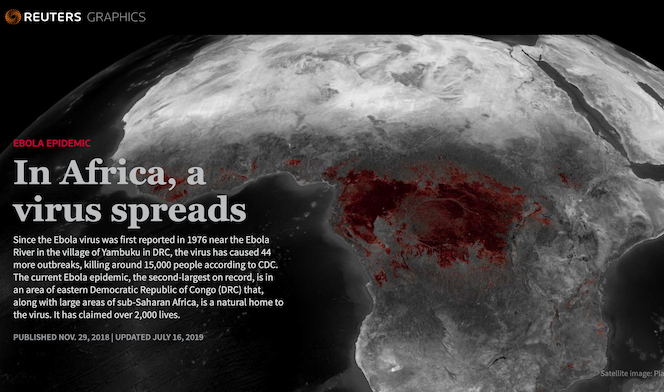 REUTERS GRAPHICS
EBOLA EPIDEMIC
In Africa, a
virus spreads
Since the Ebola virus was first reported in 1976 near the Ebola
River in the village of Yambuku in DRC, the virus has caused 44
more outbreaks, killing around 15,000 people according to CDC.
The current Ebola epidemic, the second-largest on record, is in
an area of eastern Democratic Republic of Congo (DRC) that,
along with large areas of sub-Saharan Africa, is a natural home to
the virus. It has claimed over 2,000 lives.
PUBLISHED NOV. 29, 2018 | UPDATED JULY 16, 2019
Satellite image: